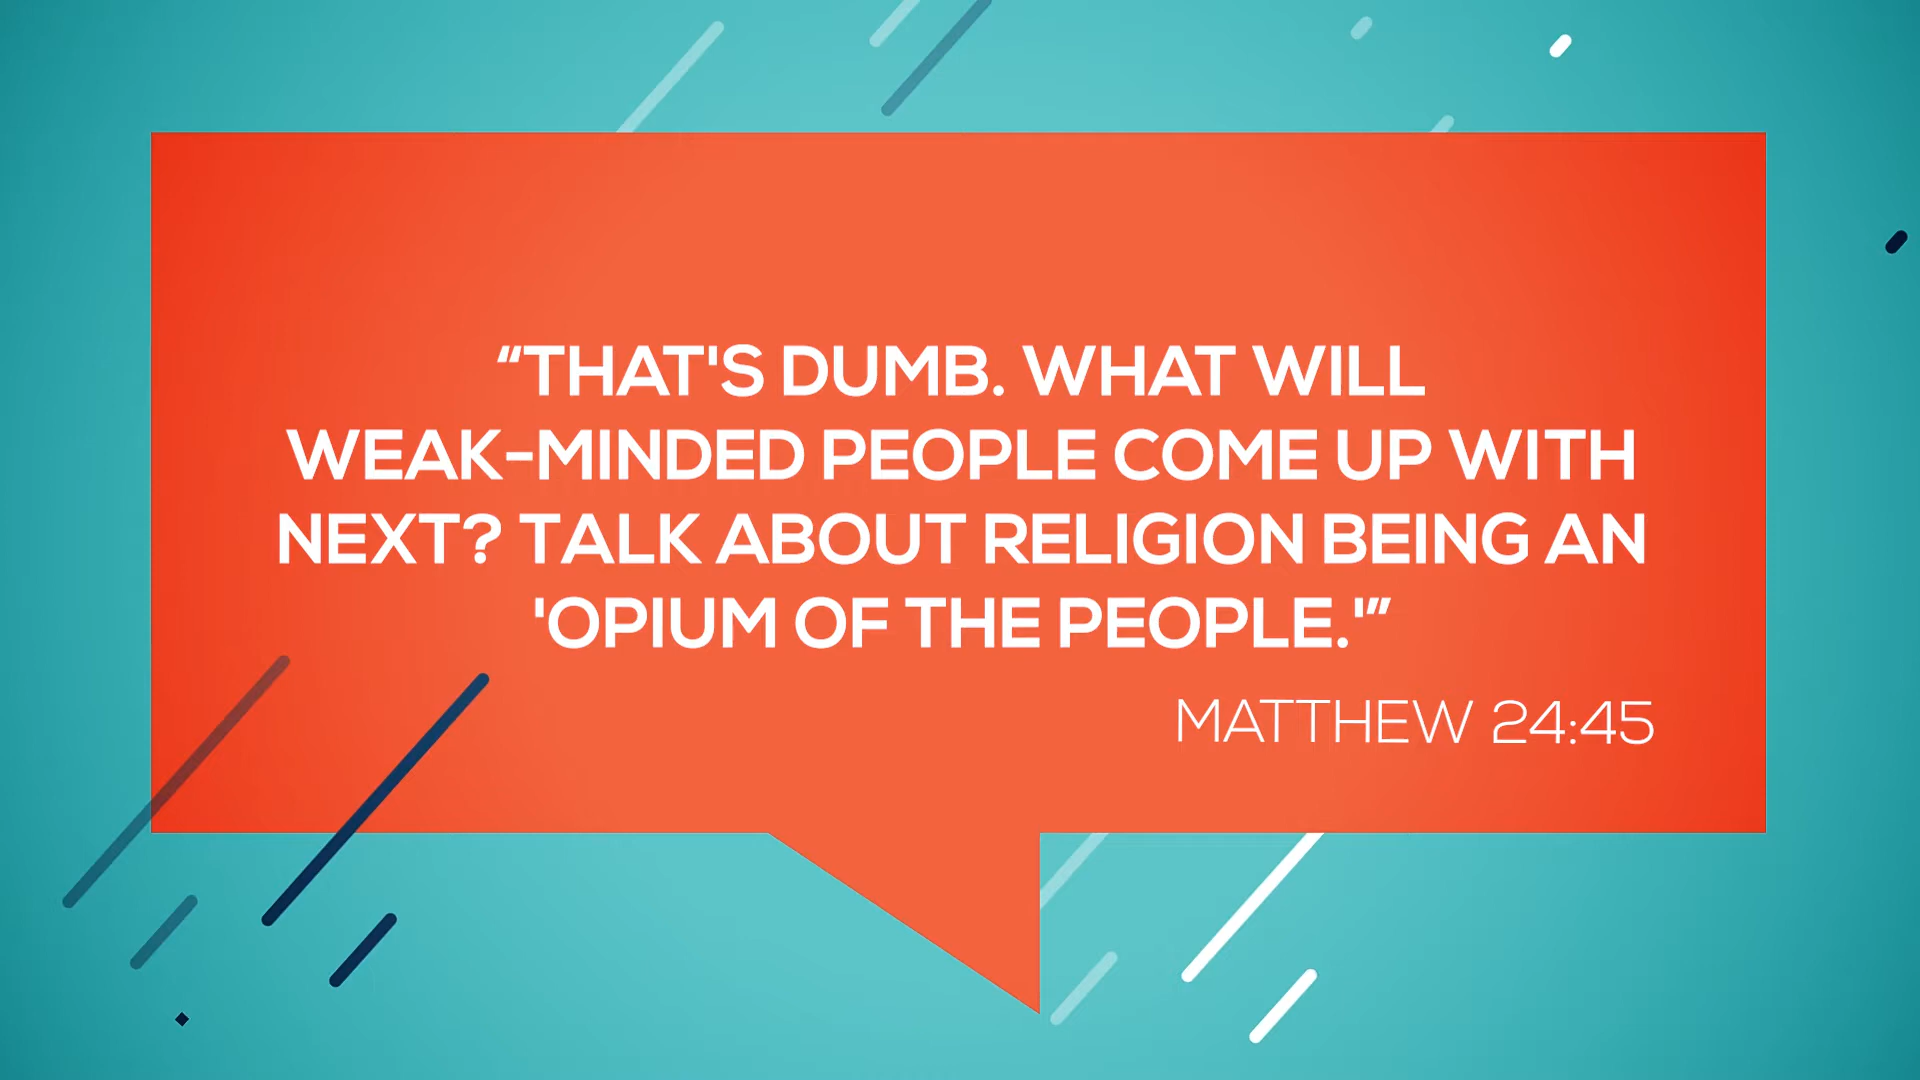 “THAT'S DUMB. WHAT WILL
WEAK-MINDED PEOPLE COME UP WITH
NEXT? TALK ABOUT RELIGION BEING AN
'OPIUM OF THE PEOPLE.'”
MATTHEW 24:45